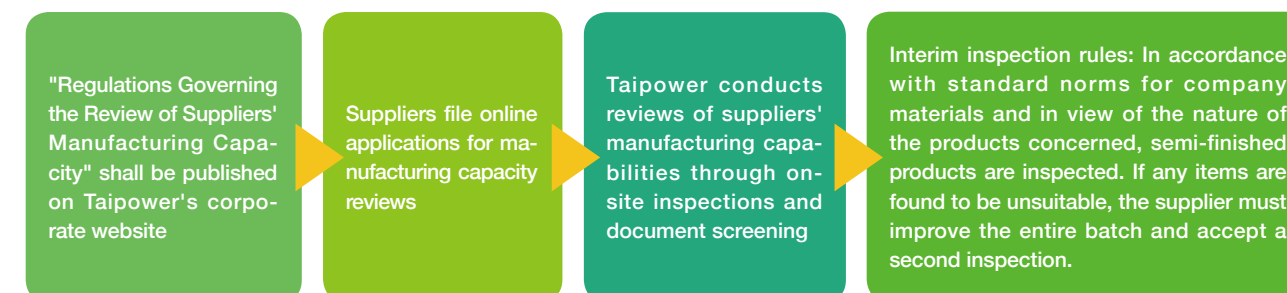 "Regulations Governing
the Review of Suppliers'
Manufacturing Capa-
city" shall be published
on Taipower's corpo-
rate website
Suppliers file online
applications for ma-
nufacturing capacity
reviews
Taipower conducts
reviews of suppliers'
manufacturing capa-
bilities through on-
site inspections and
document screening
Interim inspection rules: In accordance
with standard norms for company
materials and in view of the nature of
the products concerned, semi-finished
products are inspected. If any items are
found to be unsuitable, the supplier must
improve the entire batch and accept a
second inspection.